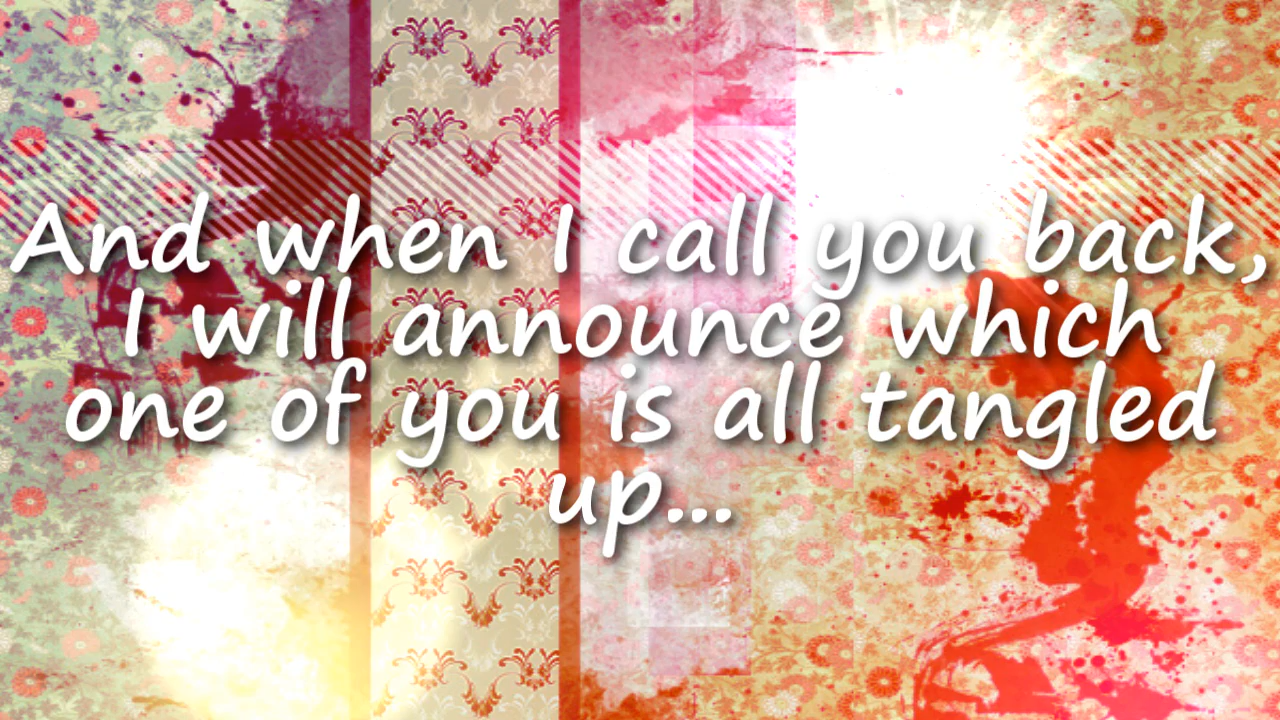 And when I call you back,
I will announce which
one of you is all tangled
up...